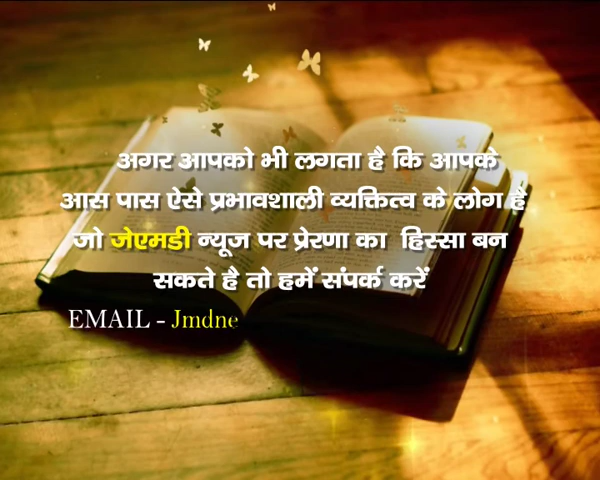 अगर आपको भी लगता है कि आपके
आस पास ऐसे प्रभावशाली व्यक्तित्व के लोग है
जो जेएमडी न्यूज पर प्रेरणा का हिस्सा बन
सकते है तो हमें संपर्क करें
EMAIL - Jmdne